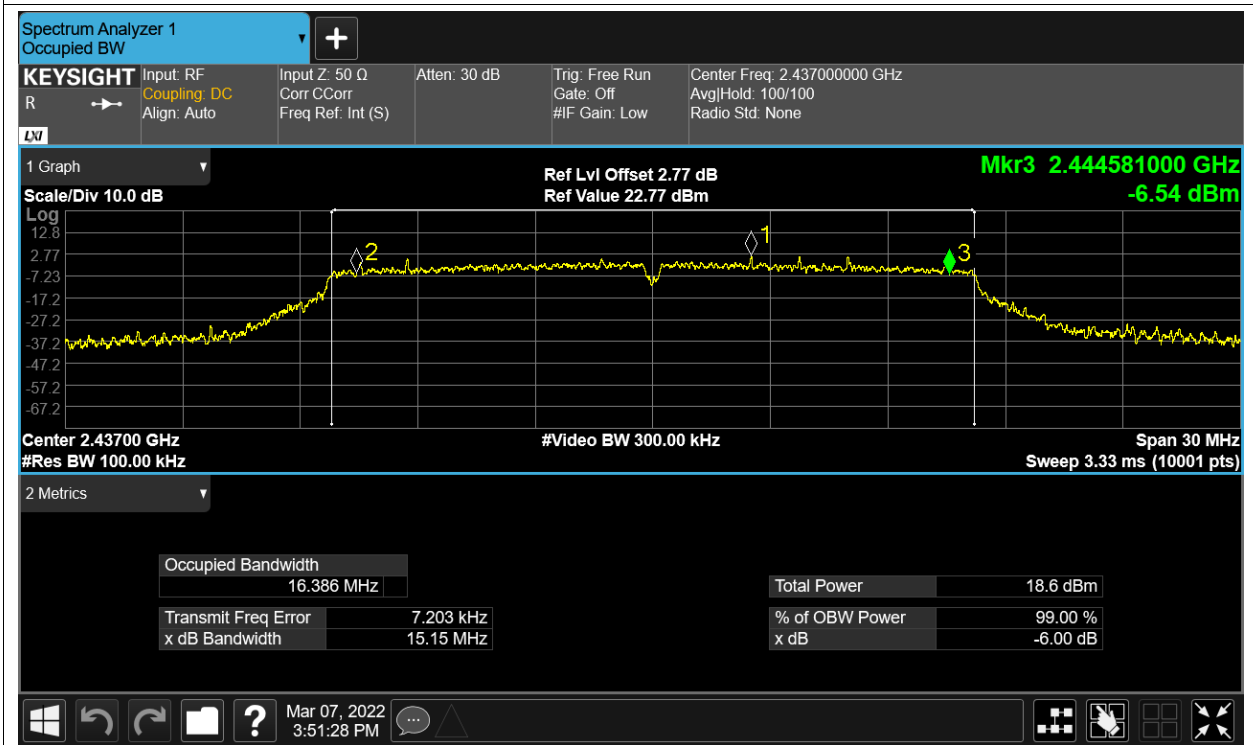 Spectrum Analyzer 1
Occupied BW
KEYSIGHT
R
LXI
Input: RF
Coupling: DC
Align: Auto
Input Z: 50 Ω
Corr CCorr
Freq Ref: Int (S)
Atten: 30 dB
Trig: Free Run
Gate: Off
#IF Gain: Low
Center Freq: 2.437000000 GHz
Avg|Hold: 100/100
Radio Std: None
1 Graph
Scale/Div 10.0 dB
Ref Lvl Offset 2.77 dB
Ref Value 22.77 dBm
Mkr3 2.444581000 GHz
-6.54 dBm
Log
12.8
2.77
-7.23
-17.2
-27.2
-37.2
-47.2
-57.2
-67.2
2
1
3
Center 2.43700 GHz
#Res BW 100.00 kHz
#Video BW 300.00 kHz
Span 30 MHz
Sweep 3.33 ms (10001 pts)
2 Metrics
Occupied Bandwidth
16.386 MHz
Transmit Freq Error 7.203 kHz
x dB Bandwidth 15.15 MHz
Total Power 18.6 dBm
% of OBW Power 99.00 %
x dB -6.00 dB
?
Mar 07, 2022
3:51:28 PM